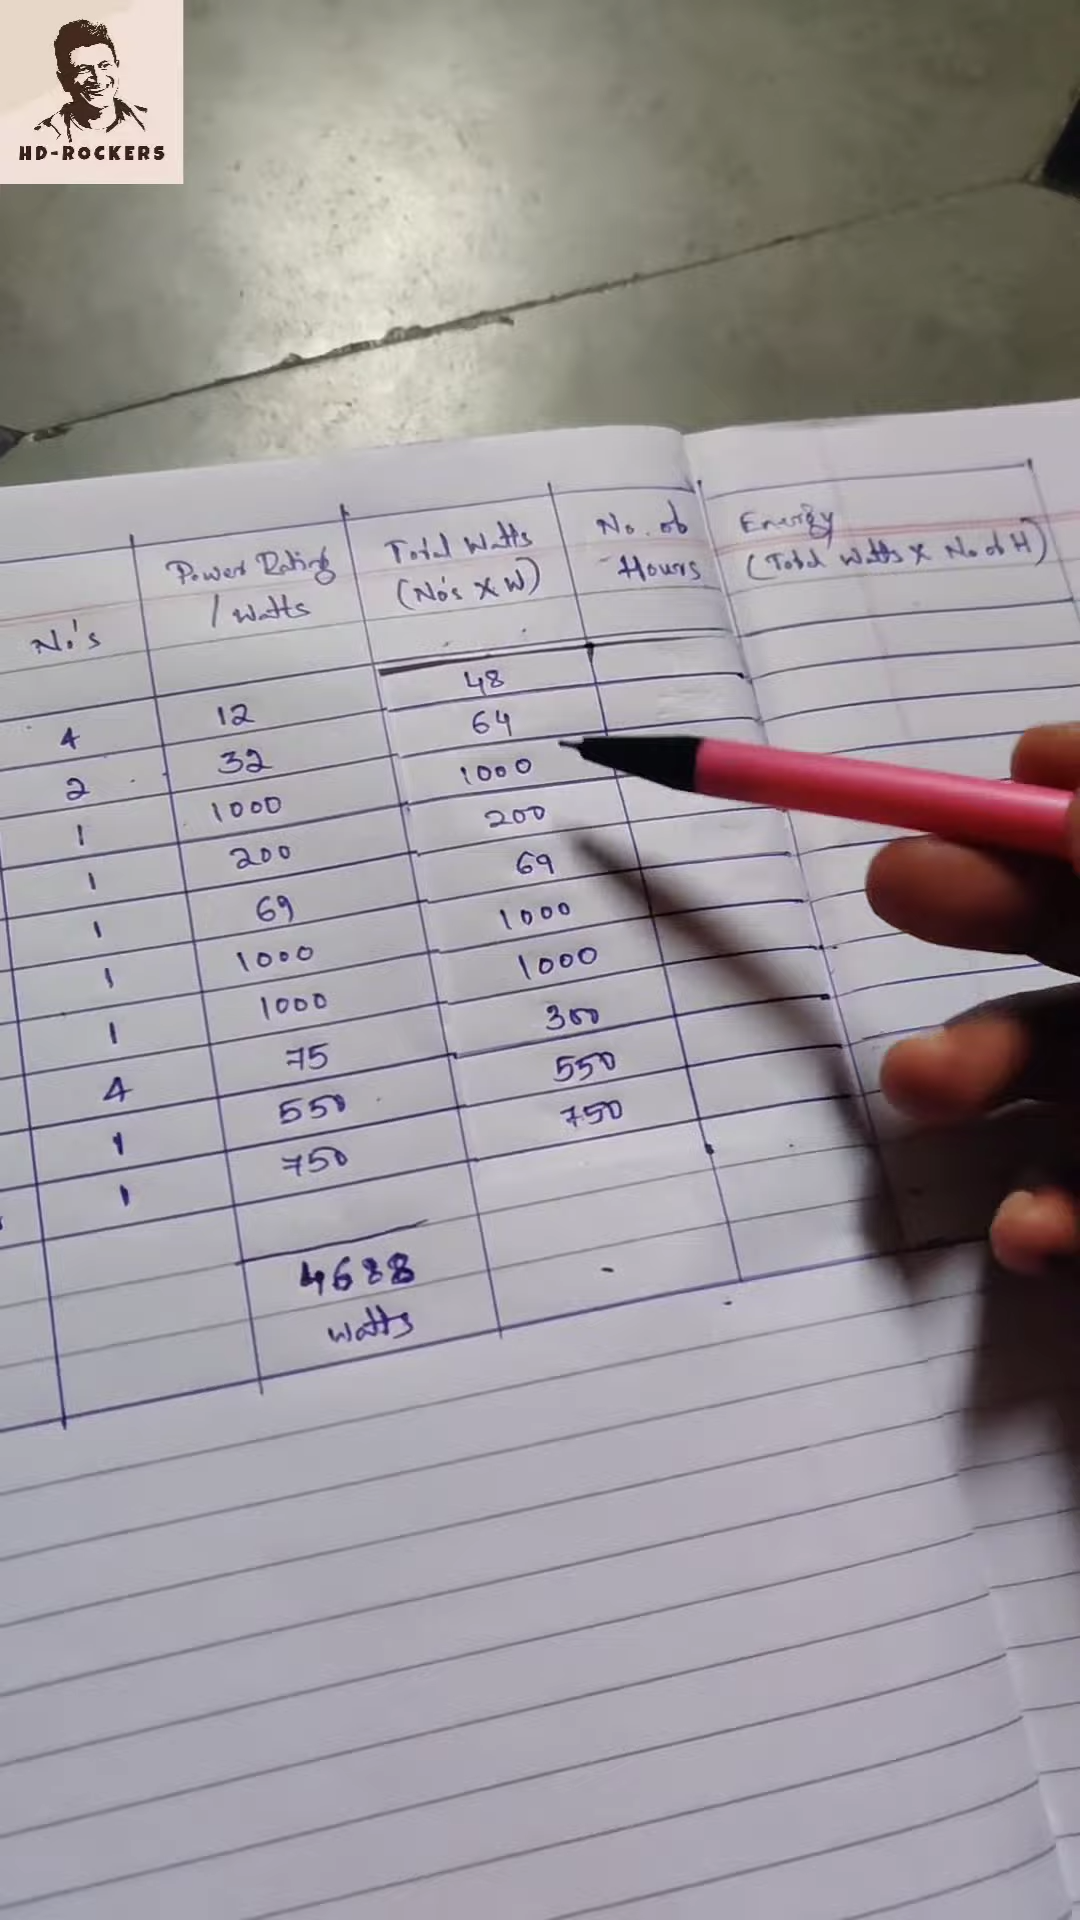 HD-ROCKERS
No's
Power Rating
/ Watts
Total Watts
(No's X W)
No. of
Hours
Energy
(Total Watts X No of H)
4 12 48
2 32 64
1 1000 1000
1 200 200
1 69 69
1 1000 1000
1 1000 1000
4 75 300
1 550 550
1 750 750
4688
watts